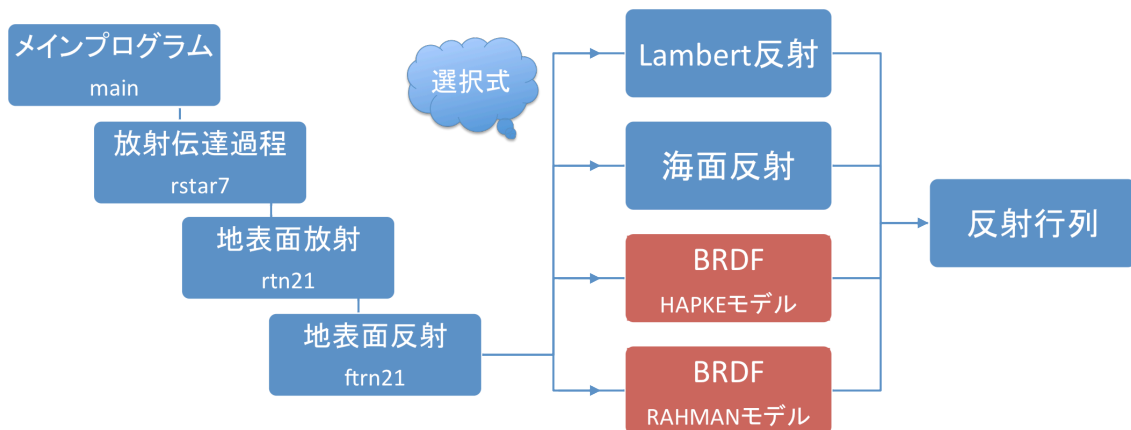 メインプログラム
main
放射伝達過程
rstar7
地表面放射
rtn21
地表面反射
ftrn21
選択式
Lambert反射
海面反射
BRDF
HAPKEモデル
BRDF
RAHMANモデル
反射行列